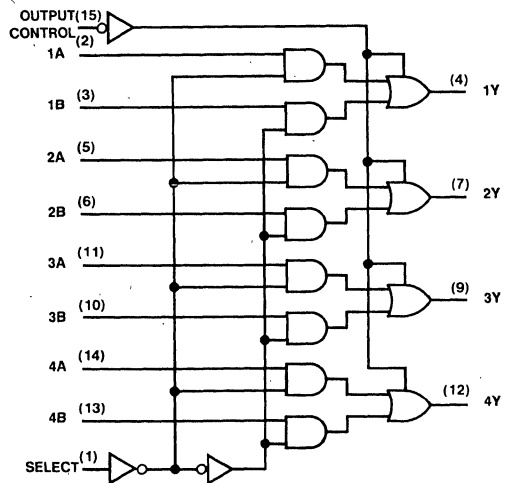 OUTPUT (15)
CONTROL
1A (2)
1B (3)
(4) 1Y
2A (5)
2B (6)
(7) 2Y
3A (11)
3B (10)
(9) 3Y
4A (14)
4B (13)
(12) 4Y
SELECT (1)